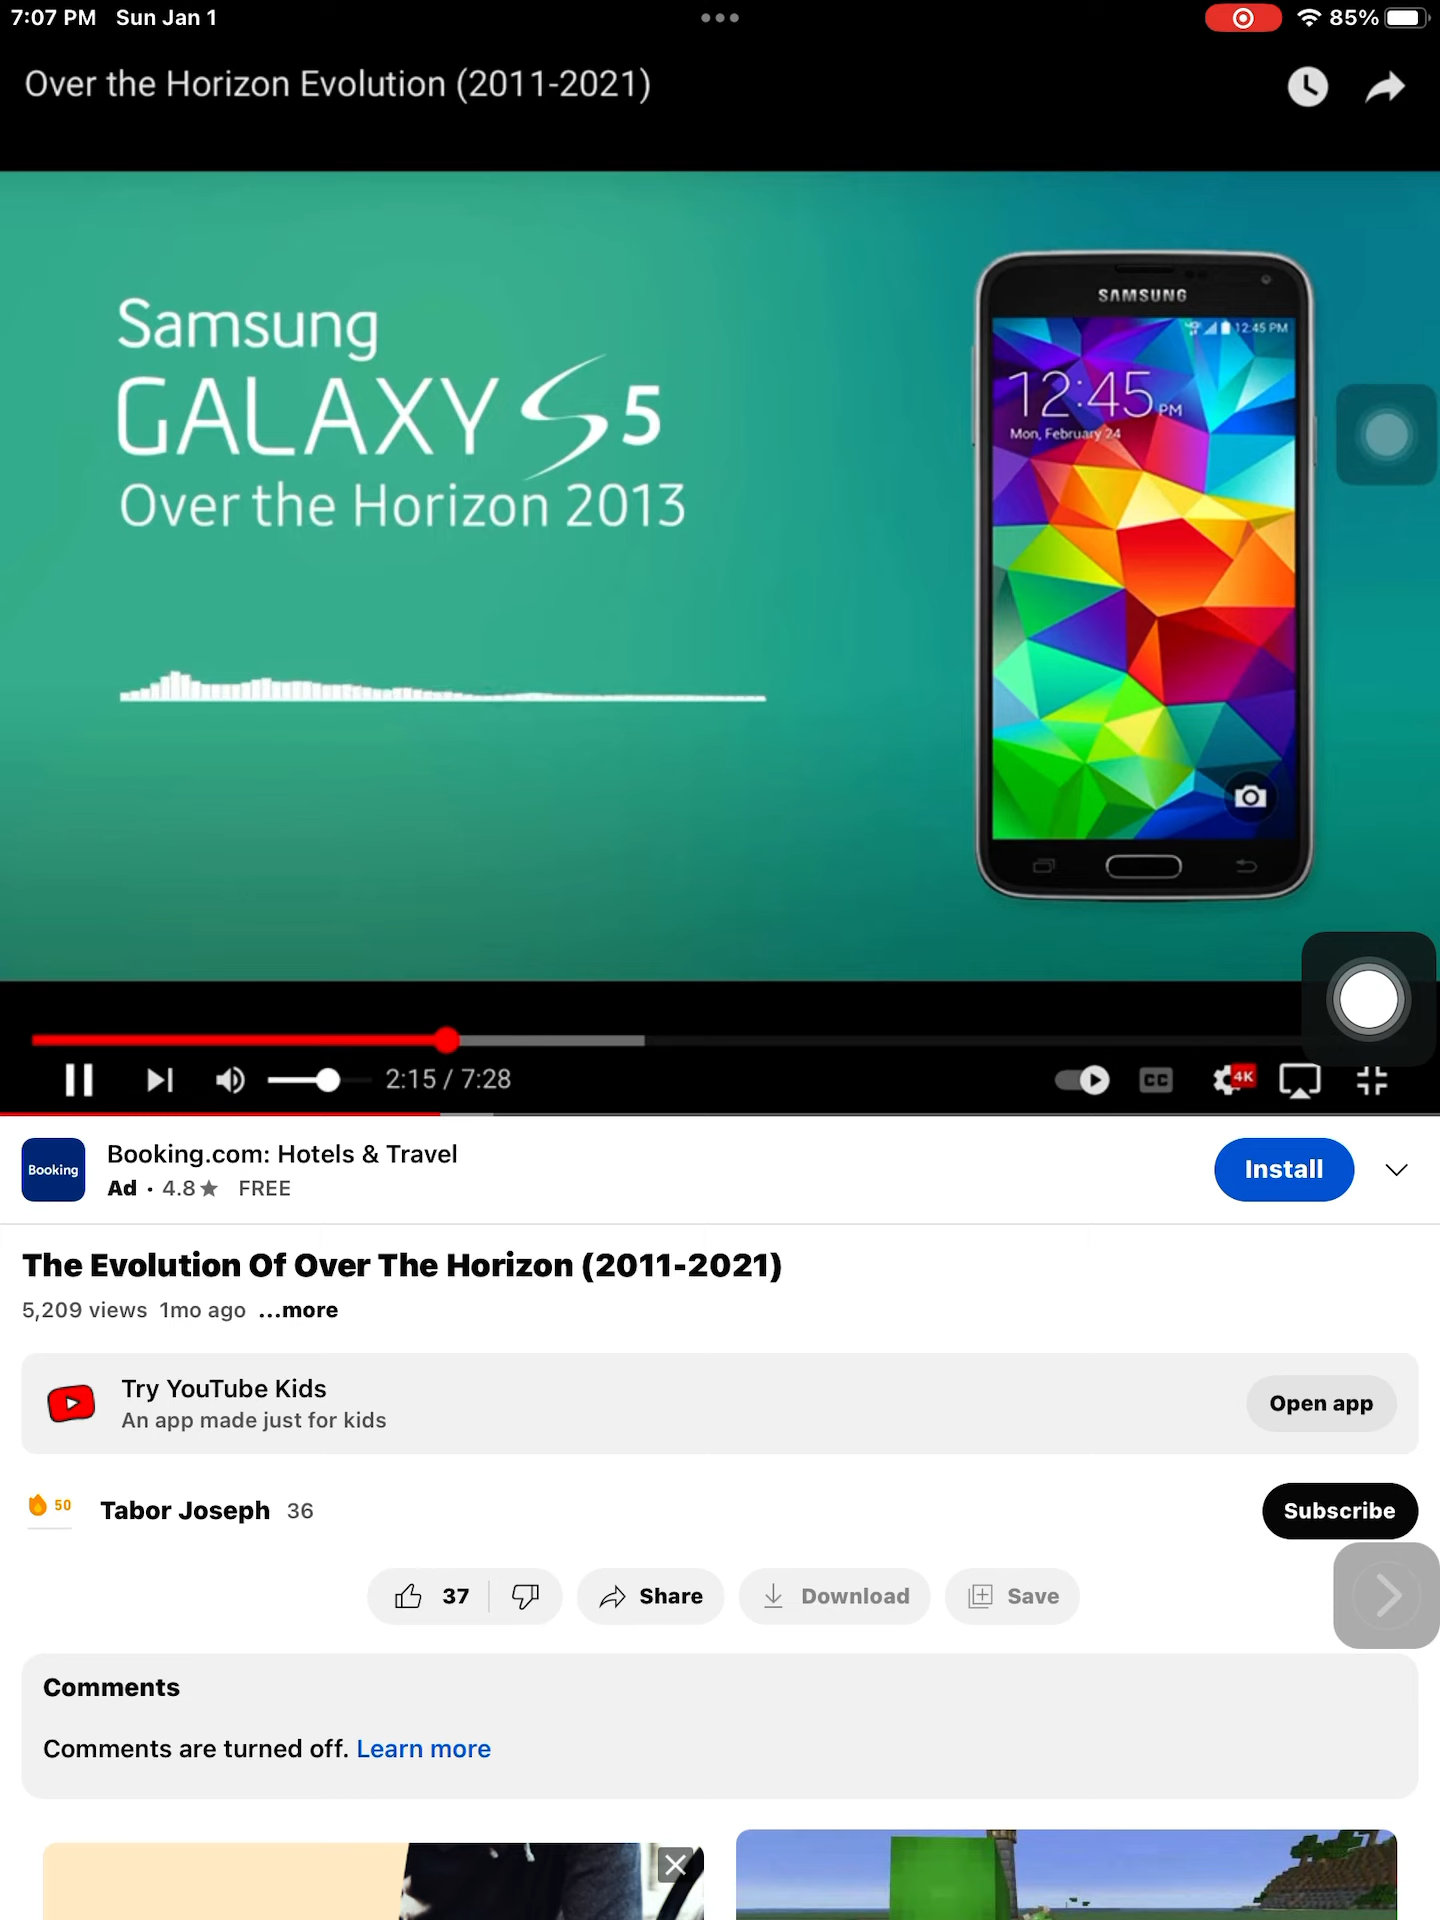 7:07 PM Sun Jan 1
85%
Over the Horizon Evolution (2011-2021)
Samsung
GALAXY S5
Over the Horizon 2013
SAMSUNG
12:45 PM
12:45 PM
Mon, February 24
2:15 / 7:28
CC
4K
Booking
Booking.com: Hotels & Travel
Ad • 4.8★ FREE
Install
The Evolution Of Over The Horizon (2011-2021)
5,209 views 1mo ago ...more
Try YouTube Kids
An app made just for kids
Open app
50
Tabor Joseph 36
Subscribe
37
Share
Download
Save
Comments
Comments are turned off. Learn more